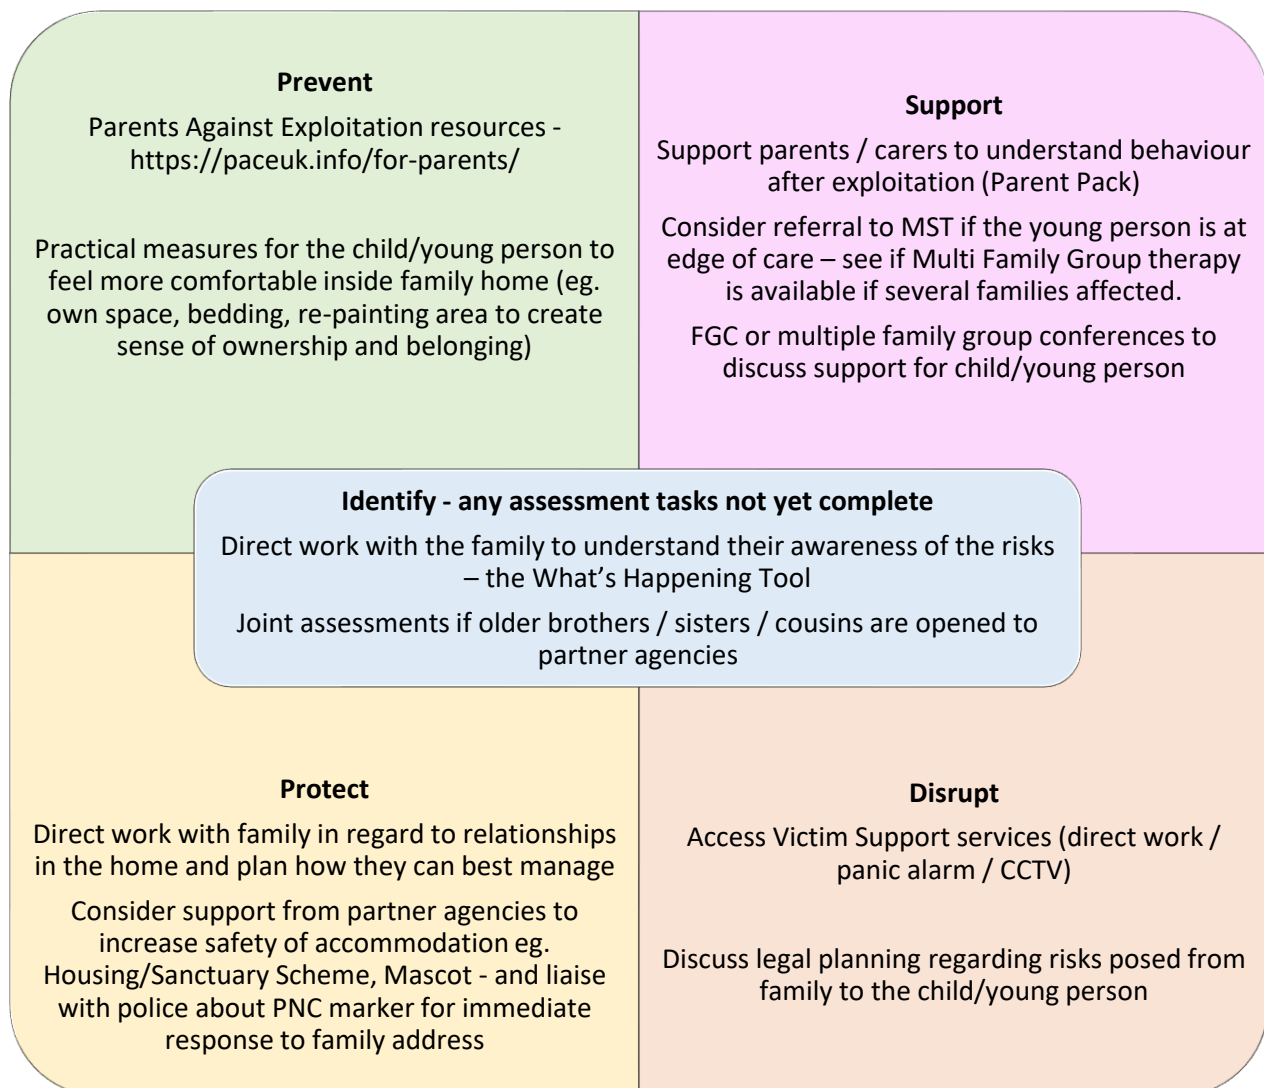 Prevent
Parents Against Exploitation resources -
https://paceuk.info/for-parents/
Practical measures for the child/young person to
feel more comfortable inside family home (eg.
own space, bedding, re-painting area to create
sense of ownership and belonging)
Support
Support parents / carers to understand behaviour
after exploitation (Parent Pack)
Consider referral to MST if the young person is at
edge of care – see if Multi Family Group therapy
is available if several families affected.
FGC or multiple family group conferences to
discuss support for child/young person
Identify - any assessment tasks not yet complete
Direct work with the family to understand their awareness of the risks
– the What’s Happening Tool
Joint assessments if older brothers / sisters / cousins are opened to
partner agencies
Protect
Direct work with family in regard to relationships
in the home and plan how they can best manage
Consider support from partner agencies to
increase safety of accommodation eg.
Housing/Sanctuary Scheme, Mascot - and liaise
with police about PNC marker for immediate
response to family address
Disrupt
Access Victim Support services (direct work /
panic alarm / CCTV)
Discuss legal planning regarding risks posed from
family to the child/young person